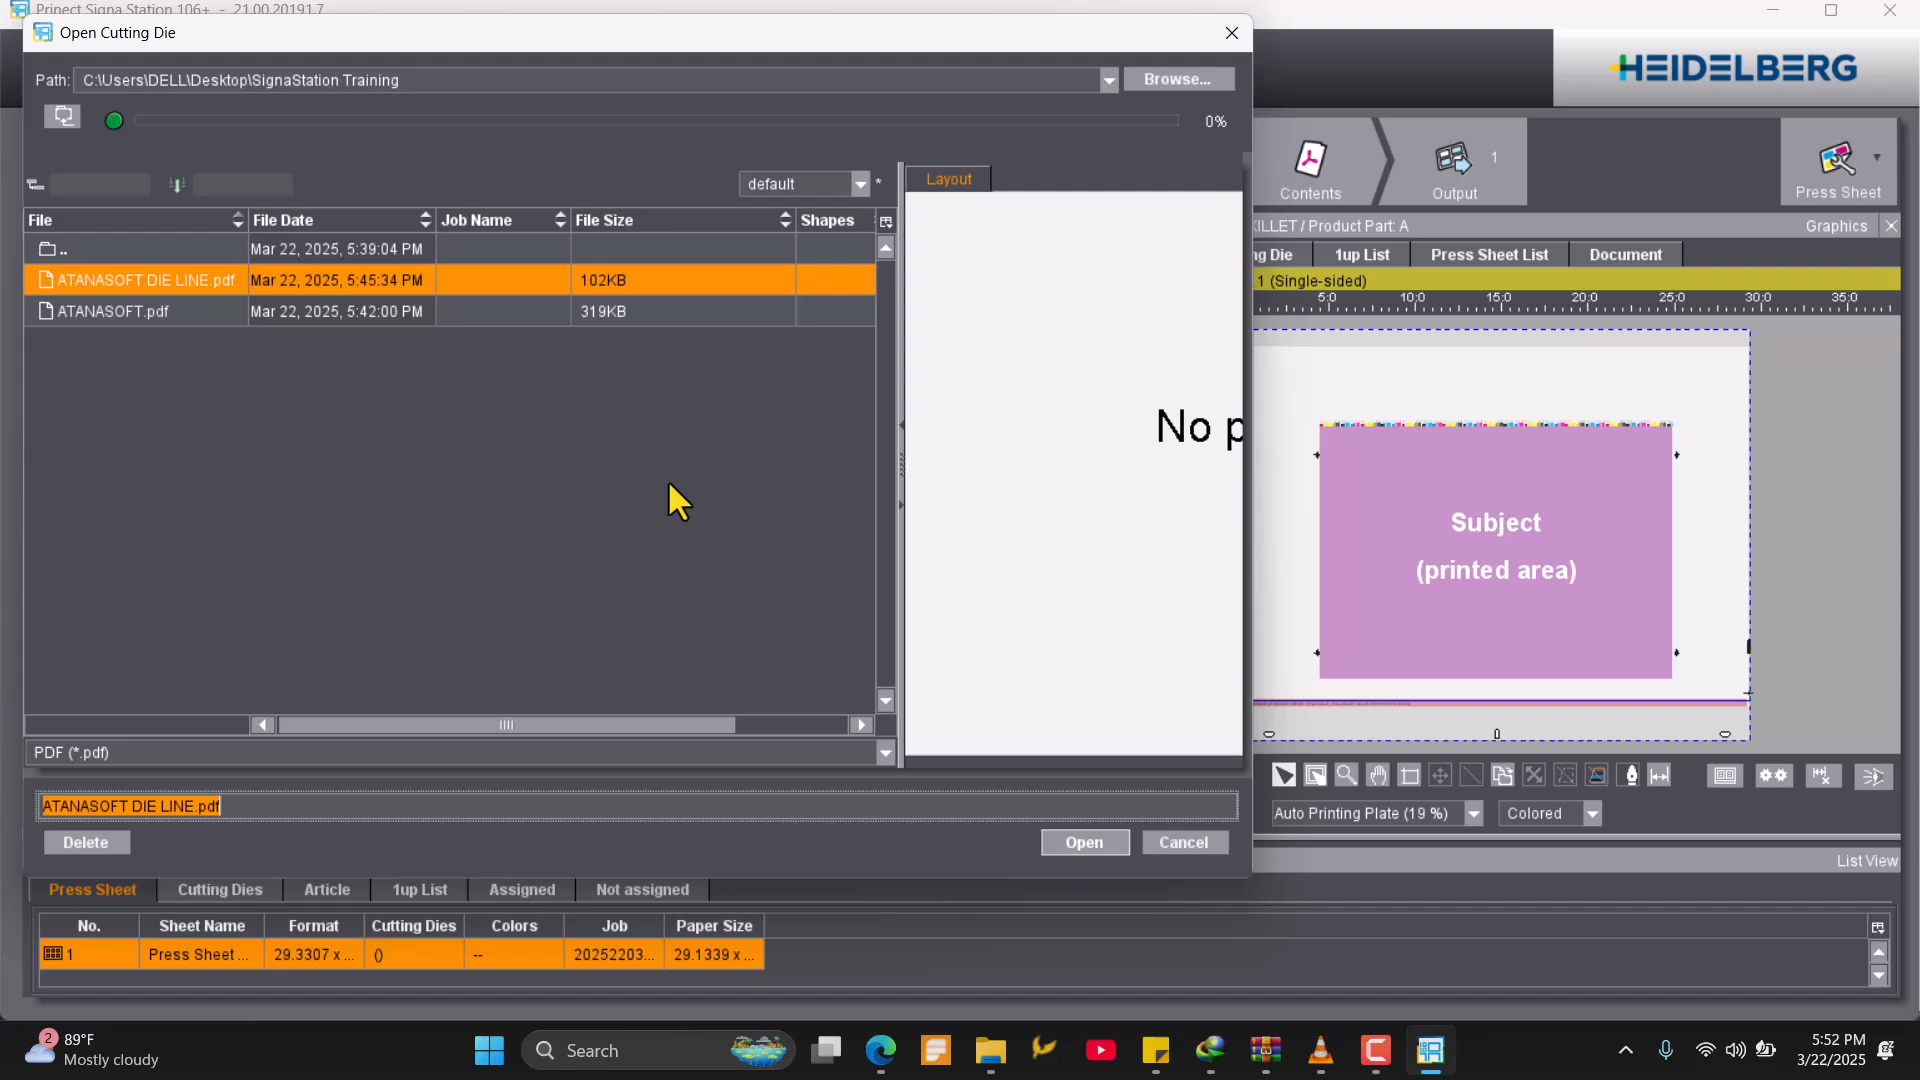 Prinect Signa Station 106+ - 21.00.20191.7
Open Cutting Die
HEIDELBERG
Path: C:\Users\DELL\Desktop\SignaStation Training
Browse...
0%
Contents
Output
1
Press Sheet
default
*
Layout
File
File Date
Job Name
File Size
Shapes
..
Mar 22, 2025, 5:39:04 PM
ATANASOFT DIE LINE.pdf
Mar 22, 2025, 5:45:34 PM
102KB
ATANASOFT.pdf
Mar 22, 2025, 5:42:00 PM
319KB
No p
PDF (*.pdf)
ATANASOFT DIE LINE.pdf
Delete
Open
Cancel
KILLET / Product Part: A
Graphics
ng Die
1up List
Press Sheet List
Document
1 (Single-sided)
5:0 10:0 15:0 20:0 25:0 30:0 35:0
Subject
(printed area)
Auto Printing Plate (19 %)
Colored
List View
Press Sheet
Cutting Dies
Article
1up List
Assigned
Not assigned
No.
Sheet Name
Format
Cutting Dies
Colors
Job
Paper Size
1
Press Sheet ...
29.3307 x ...
()
--
20252203...
29.1339 x ...
2
89°F
Mostly cloudy
Search
5:52 PM
3/22/2025